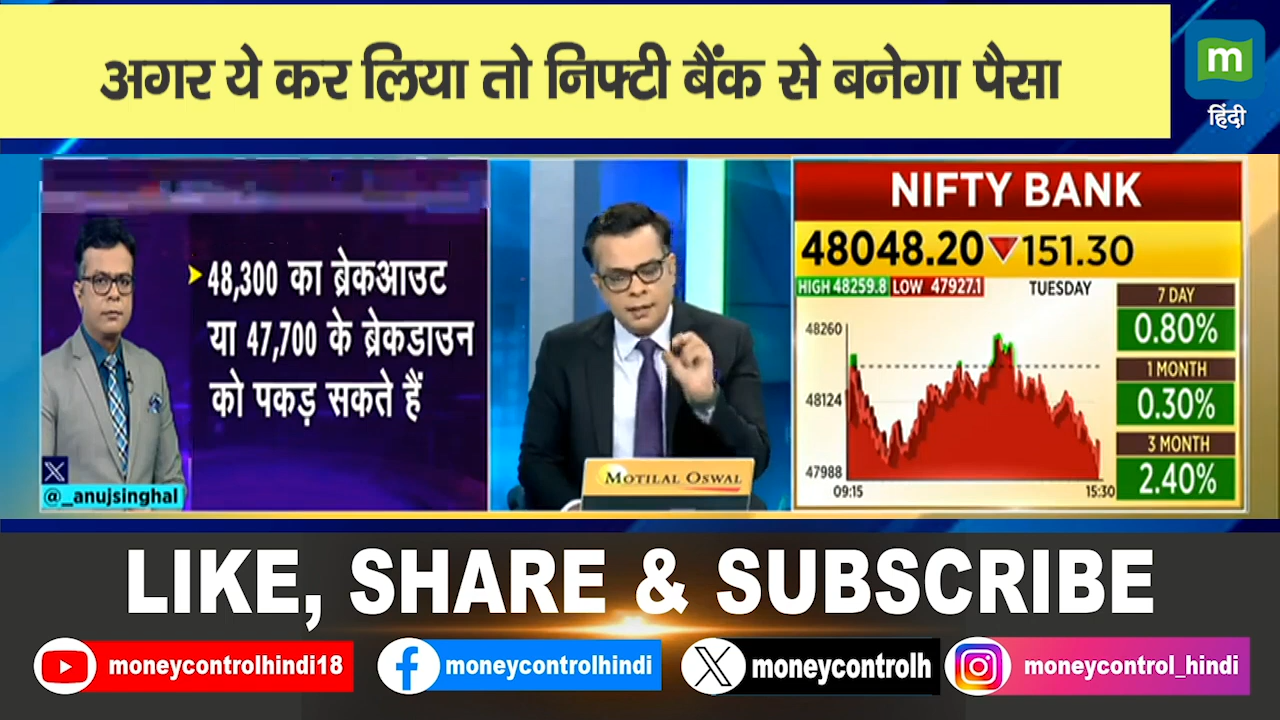 अगर ये कर लिया तो निफ्टी बैंक से बनेगा पैसा
m
हिंदी
48,300 का ब्रेकआउट
या 47,700 के ब्रेकडाउन
को पकड़ सकते हैं
X
@_anujsinghal
MOTILAL OSWAL
NIFTY BANK
48048.20 ▼ 151.30
HIGH 48259.8 LOW 47927.1 TUESDAY
48260
48124
47988
09:15 15:30
7 DAY
0.80%
1 MONTH
0.30%
3 MONTH
2.40%
LIKE, SHARE & SUBSCRIBE
moneycontrolhindi18
moneycontrolhindi
moneycontrolh
moneycontrol_hindi